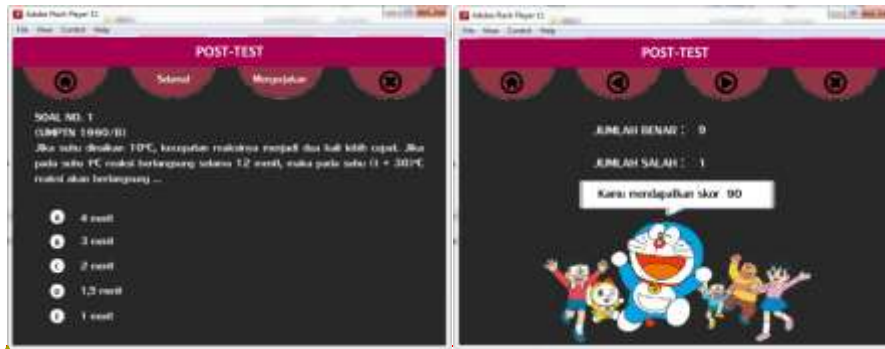 Adobe Flash Player 11
File View Control Help
POST-TEST
Selamat Mengerjakan
SOAL NO. 1
(UMPTN 1990/B)
Jika suhu dinaikan 10°C, kecepatan reaksinya menjadi dua kali lebih cepat. Jika
pada suhu t°C reaksi berlangsung selama 12 menit, maka pada suhu (t + 30)°C
reaksi akan berlangsung ...
A 4 menit
B 3 menit
C 2 menit
D 1,5 menit
E 1 menit
Adobe Flash Player 11
File View Control Help
POST-TEST
JUMLAH BENAR : 9
JUMLAH SALAH : 1
Kamu mendapatkan skor 90